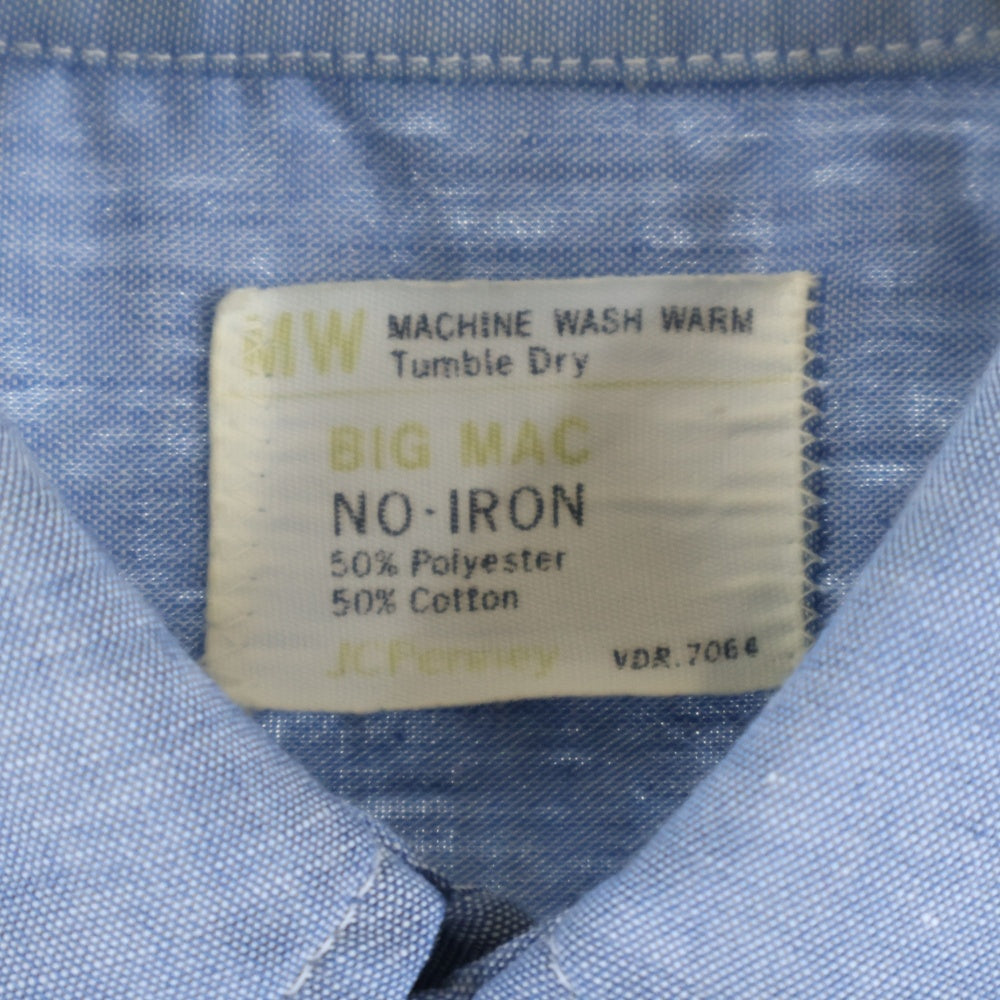 MW MACHINE WASH WARM
Tumble Dry
BIG MAC
NO-IRON
50% Polyester
50% Cotton
JCPenney VDR. 7064